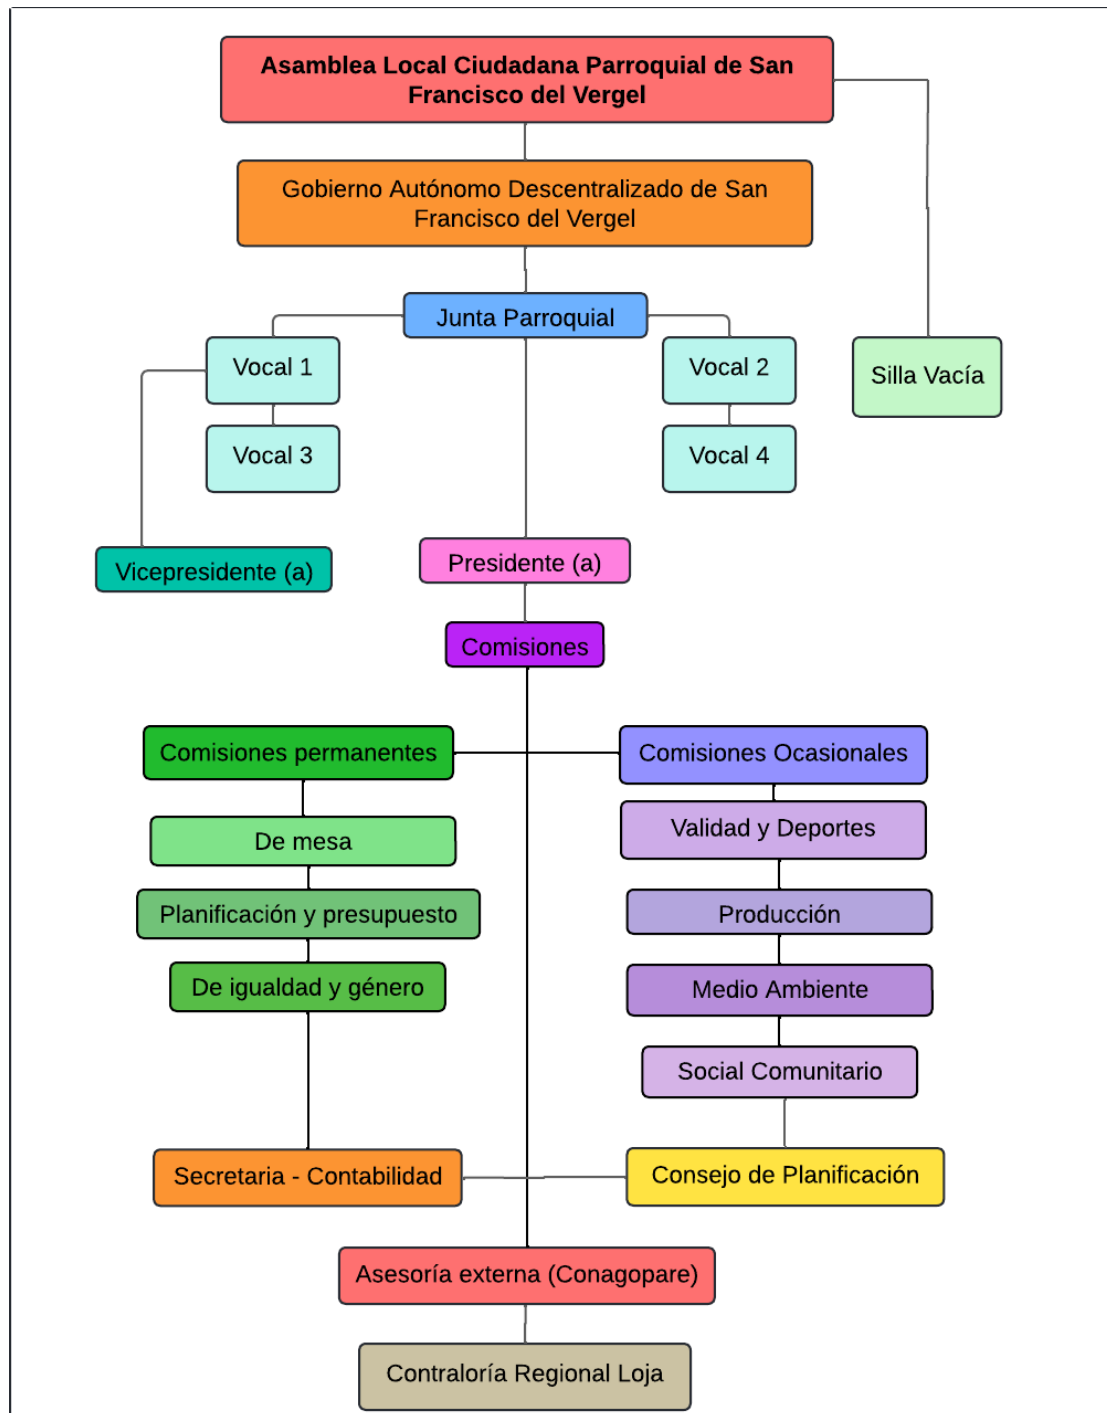 Asamblea Local Ciudadana Parroquial de San
Francisco del Vergel
Gobierno Autónomo Descentralizado de San
Francisco del Vergel
Junta Parroquial
Vocal 1
Vocal 2
Silla Vacía
Vocal 3
Vocal 4
Vicepresidente (a)
Presidente (a)
Comisiones
Comisiones permanentes
Comisiones Ocasionales
De mesa
Validad y Deportes
Planificación y presupuesto
Producción
De igualdad y género
Medio Ambiente
Social Comunitario
Secretaria - Contabilidad
Consejo de Planificación
Asesoría externa (Conagopare)
Contraloría Regional Loja